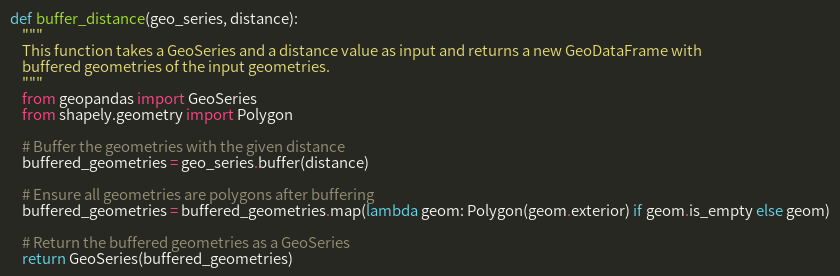 def buffer_distance(geo_series, distance):
    """
    This function takes a GeoSeries and a distance value as input and returns a new GeoDataFrame with
    buffered geometries of the input geometries.
    """
    from geopandas import GeoSeries
    from shapely.geometry import Polygon

    # Buffer the geometries with the given distance
    buffered_geometries = geo_series.buffer(distance)

    # Ensure all geometries are polygons after buffering
    buffered_geometries = buffered_geometries.map(lambda geom: Polygon(geom.exterior) if geom.is_empty else geom)

    # Return the buffered geometries as a GeoSeries
    return GeoSeries(buffered_geometries)